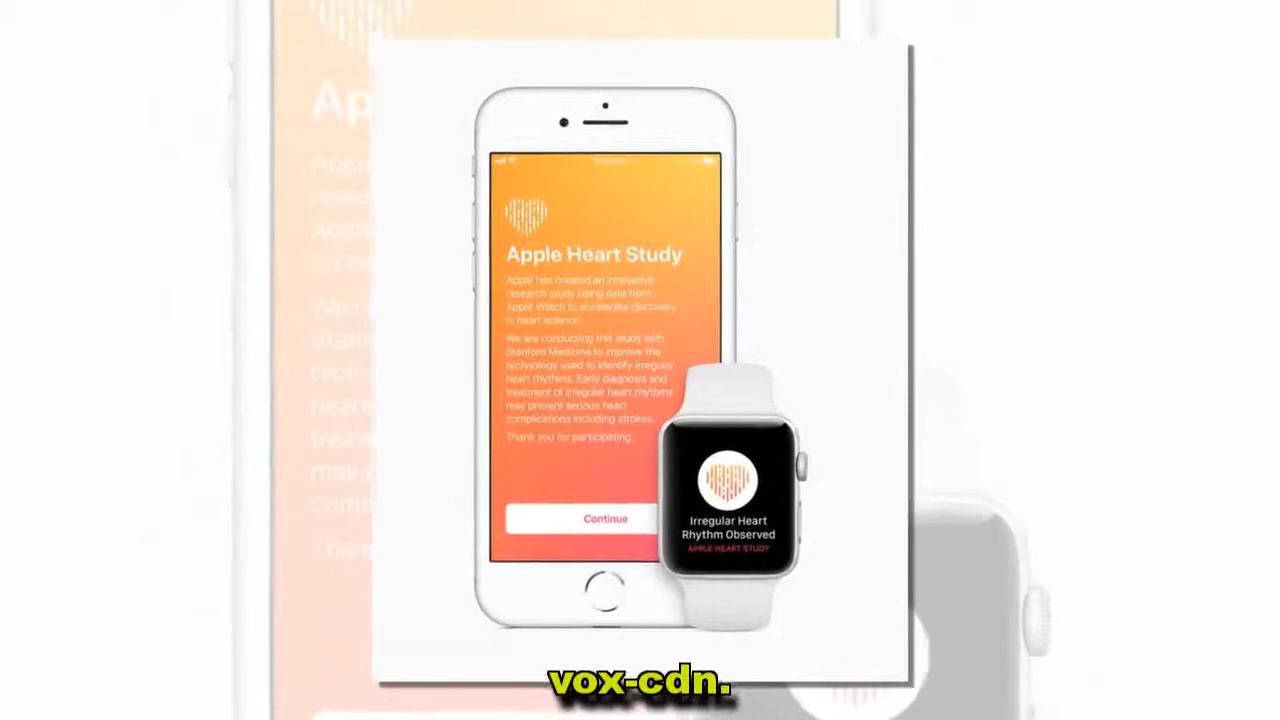 Apple Heart Study
Apple has created an innovative
research study using data from
Apple Watch to accelerate discovery
in heart science.
We are conducting this study with
Stanford Medicine to improve the
technology used to identify irregular
heart rhythms. Early diagnosis and
treatment of irregular heart rhythms
may prevent serious heart
complications including strokes.
Thank you for participating.
Continue
Irregular Heart
Rhythm Observed
APPLE HEART STUDY
vox-cdn.